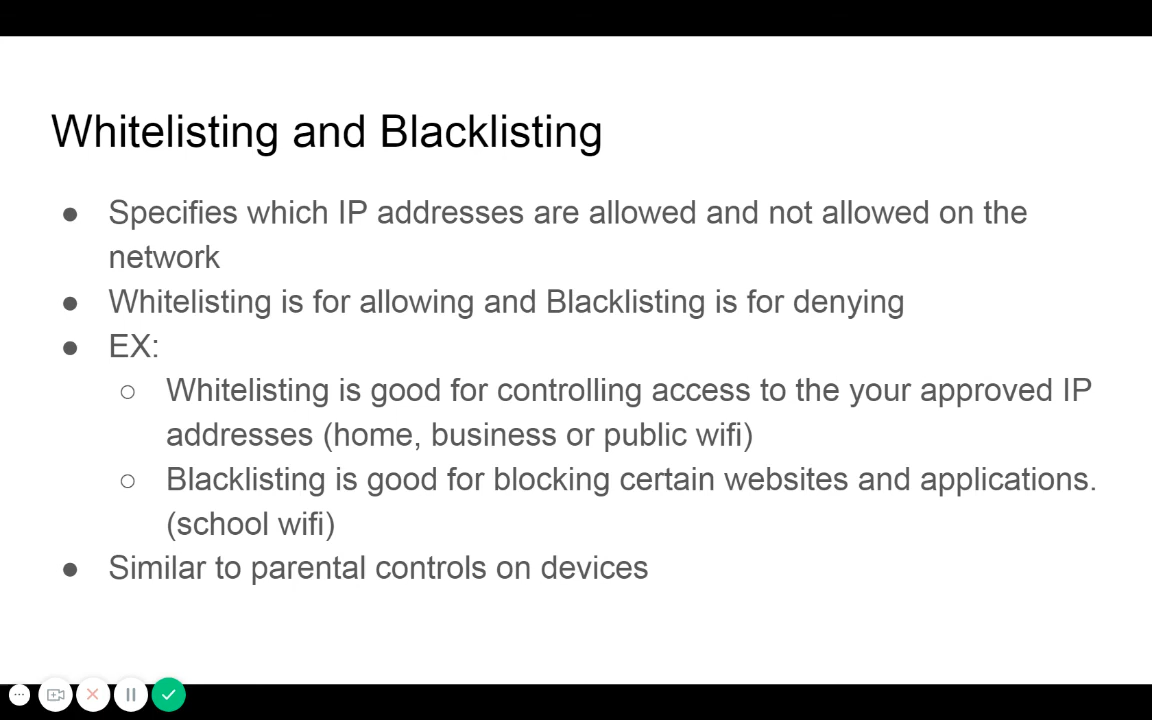 Whitelisting and Blacklisting
● Specifies which IP addresses are allowed and not allowed on the
network
● Whitelisting is for allowing and Blacklisting is for denying
● EX:
○ Whitelisting is good for controlling access to the your approved IP
addresses (home, business or public wifi)
○ Blacklisting is good for blocking certain websites and applications.
(school wifi)
● Similar to parental controls on devices